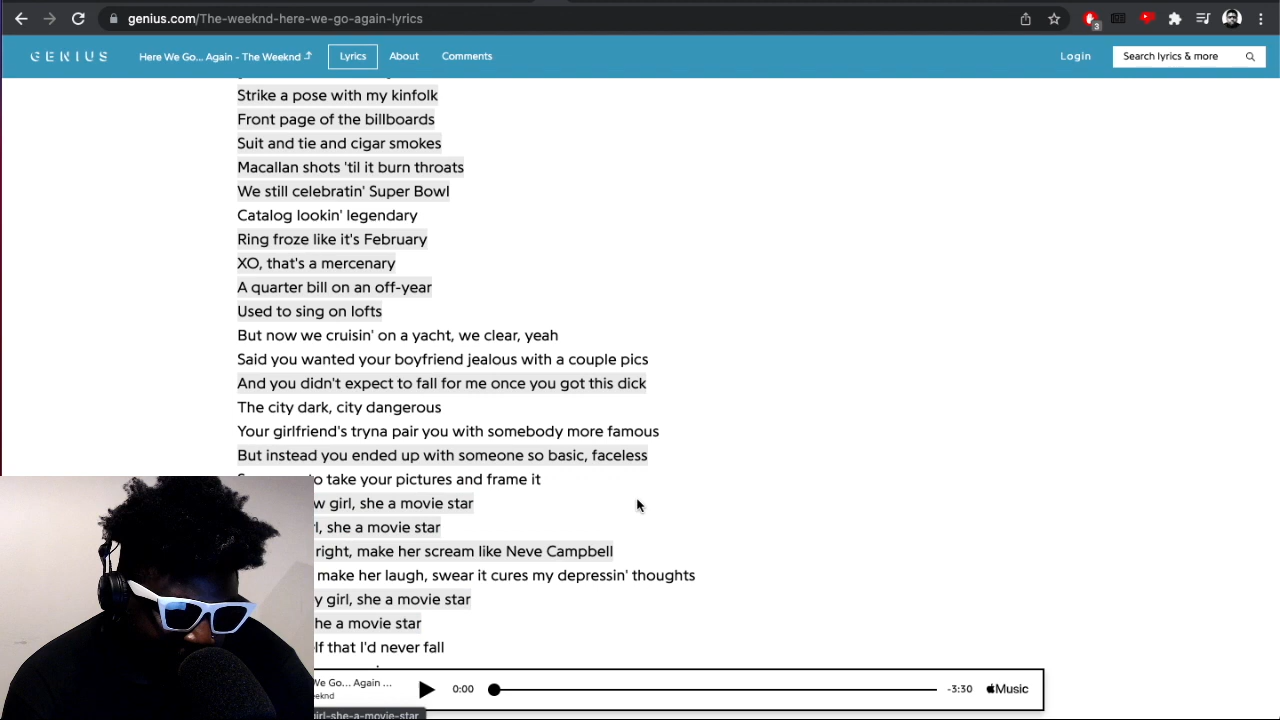 genius.com/The-weeknd-here-we-go-again-lyrics
3
GENIUS
Here We Go... Again - The Weeknd
Lyrics
About
Comments
Login
Search lyrics & more
Strike a pose with my kinfolk
Front page of the billboards
Suit and tie and cigar smokes
Macallan shots 'til it burn throats
We still celebratin' Super Bowl
Catalog lookin' legendary
Ring froze like it's February
XO, that's a mercenary
A quarter bill on an off-year
Used to sing on lofts
But now we cruisin' on a yacht, we clear, yeah
Said you wanted your boyfriend jealous with a couple pics
And you didn't expect to fall for me once you got this dick
The city dark, city dangerous
Your girlfriend's tryna pair you with somebody more famous
But instead you ended up with someone so basic, faceless
to take your pictures and frame it
girl, she a movie star
she a movie star
right, make her scream like Neve Campbell
make her laugh, swear it cures my depressin' thoughts
girl, she a movie star
she a movie star
that I'd never fall
We Go... Again ...
0:00
-3:30
Music
girl-she-a-movie-star